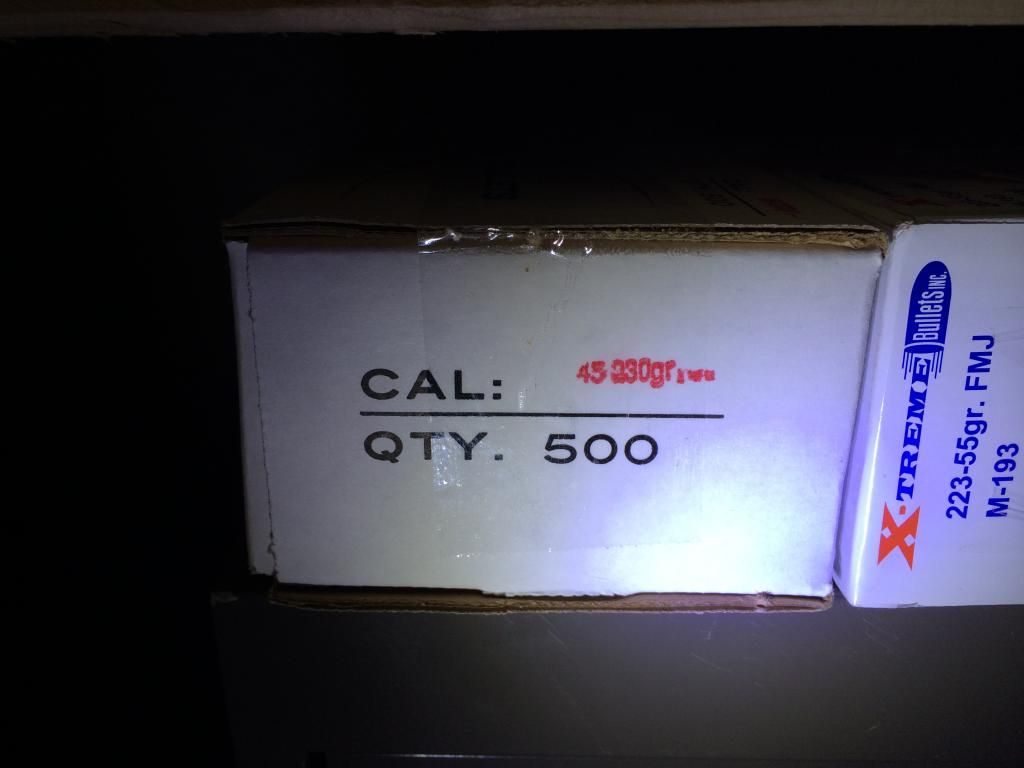 CAL: 45-230gr.
QTY. 500
X-TREME Bullets INC.
223-55gr. FMJ
M-193